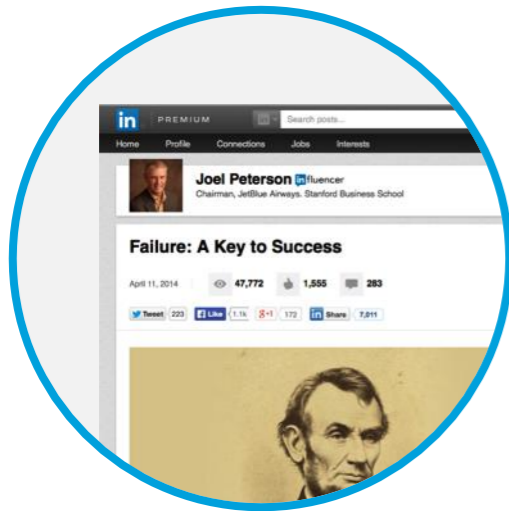 in PREMIUM in Search posts...
Home Profile Connections Jobs Interests
Joel Peterson influencer
Chairman, JetBlue Airways. Stanford Business School
Failure: A Key to Success
April 11, 2014 47,772 1,555 283
Tweet 223 f Like 1.1k g+1 172 in Share 7,011